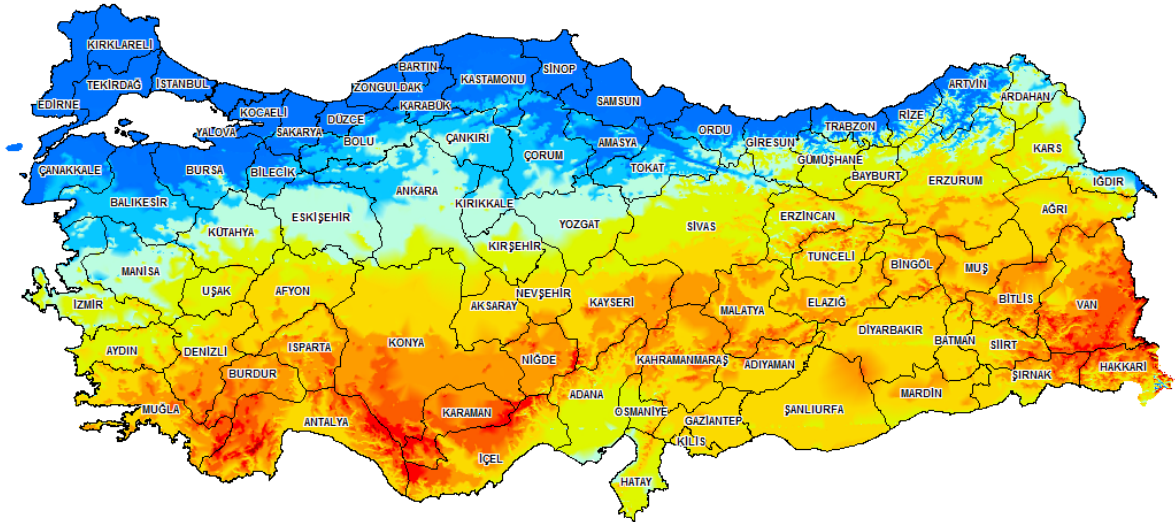 KIRKLARELİ
TEKİRDAĞ
İSTANBUL
EDİRNE
KOCAELİ
YALOVA
SAKARYA
DÜZCE
BOLU
ZONGULDAK
BARTIN
KARABÜK
KASTAMONU
SİNOP
SAMSUN
ÇANKIRI
ÇORUM
AMASYA
TOKAT
ORDU
GİRESUN
TRABZON
GÜMÜŞHANE
BAYBURT
RİZE
ARTVİN
ARDAHAN
KARS
IĞDIR
ERZURUM
AĞRI
ÇANAKKALE
BURSA
BİLECİK
BALIKESİR
KÜTAHYA
ESKİŞEHİR
ANKARA
KIRIKKALE
KIRŞEHİR
YOZGAT
SİVAS
ERZİNCAN
TUNCELİ
BİNGÖL
MUŞ
BİTLİS
VAN
MANİSA
İZMİR
UŞAK
AFYON
AKSARAY
NEVŞEHİR
KAYSERİ
MALATYA
ELAZIĞ
DİYARBAKIR
BATMAN
SİİRT
ŞIRNAK
HAKKARİ
AYDIN
DENİZLİ
ISPARTA
BURDUR
KONYA
NİĞDE
KAHRAMANMARAŞ
ADIYAMAN
MARDİN
MUĞLA
ANTALYA
KARAMAN
İÇEL
ADANA
OSMANİYE
GAZİANTEP
KİLİS
ŞANLIURFA
HATAY